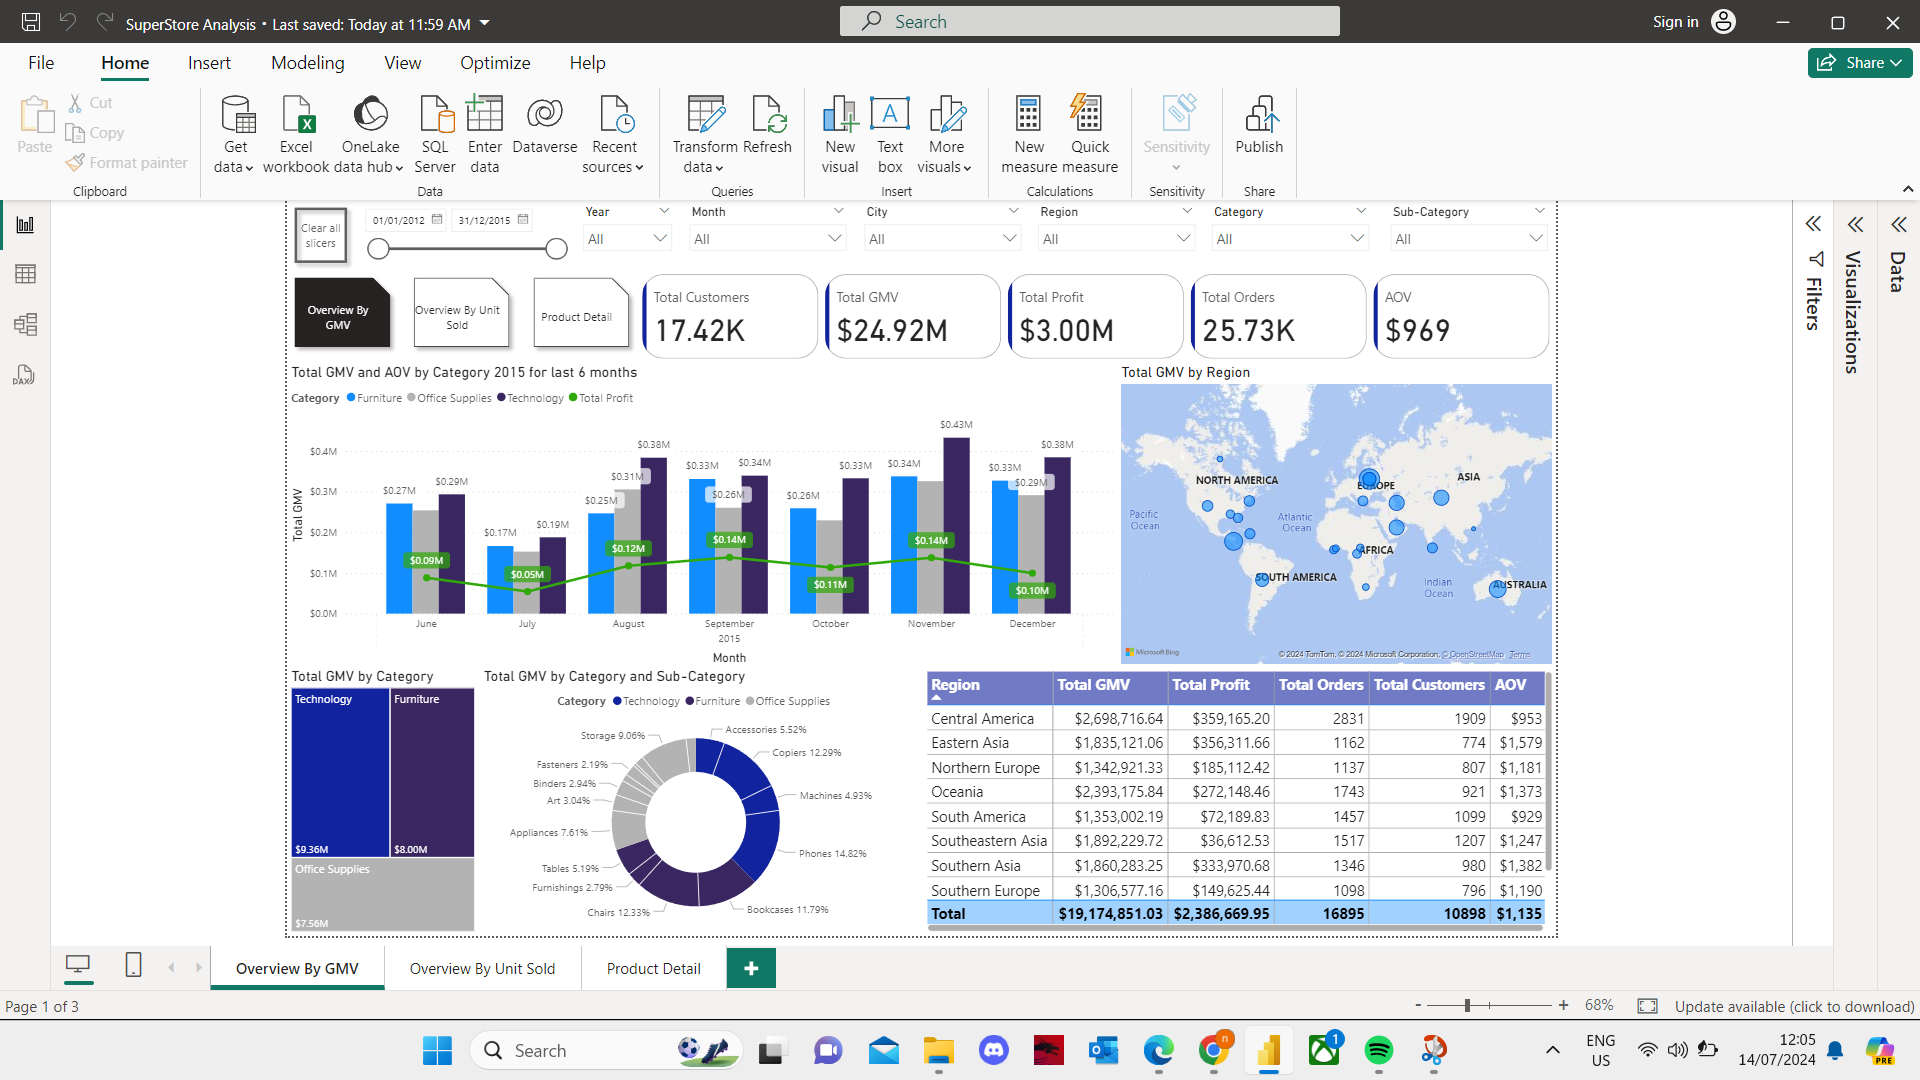 SuperStore Analysis • Last saved: Today at 11:59 AM
Search
Sign in
File
Home
Insert
Modeling
View
Optimize
Help
Share
Paste
Cut
Copy
Format painter
Clipboard
Get data
Excel workbook
OneLake data hub
SQL Server
Enter data
Dataverse
Recent sources
Data
Transform data
Refresh
Queries
New visual
Text box
More visuals
Insert
New measure
Quick measure
Calculations
Sensitivity
Sensitivity
Publish
Share
Clear all slicers
01/01/2012
31/12/2015
Year
All
Month
All
City
All
Region
All
Category
All
Sub-Category
All
Overview By GMV
Overview By Unit Sold
Product Detail
Total Customers
17.42K
Total GMV
$24.92M
Total Profit
$3.00M
Total Orders
25.73K
AOV
$969
Filters
Visualizations
Data
DAX
Total GMV and AOV by Category 2015 for last 6 months
Category Furniture Office Supplies Technology Total Profit
Total GMV
$0.4M
$0.3M
$0.2M
$0.1M
$0.0M
$0.27M
$0.29M
$0.09M
$0.17M
$0.19M
$0.05M
$0.25M
$0.31M
$0.38M
$0.12M
$0.33M
$0.26M
$0.34M
$0.14M
$0.26M
$0.33M
$0.11M
$0.34M
$0.43M
$0.14M
$0.33M
$0.29M
$0.38M
$0.10M
June
July
August
September
October
November
December
2015
Month
Total GMV by Region
NORTH AMERICA
EUROPE
ASIA
Pacific Ocean
Atlantic Ocean
AFRICA
SOUTH AMERICA
Indian Ocean
AUSTRALIA
Microsoft Bing
© 2024 TomTom, © 2024 Microsoft Corporation, © OpenStreetMap Terms
Total GMV by Category
Technology
$9.36M
Furniture
$8.00M
Office Supplies
$7.56M
Total GMV by Category and Sub-Category
Category Technology Furniture Office Supplies
Accessories 5.52%
Copiers 12.29%
Machines 4.93%
Phones 14.82%
Bookcases 11.79%
Chairs 12.33%
Furnishings 2.79%
Tables 5.19%
Appliances 7.61%
Art 3.04%
Binders 2.94%
Fasteners 2.19%
Storage 9.06%
Region Total GMV Total Profit Total Orders Total Customers AOV
Central America $2,698,716.64 $359,165.20 2831 1909 $953
Eastern Asia $1,835,121.06 $356,311.66 1162 774 $1,579
Northern Europe $1,342,921.33 $185,112.42 1137 807 $1,181
Oceania $2,393,175.84 $272,148.46 1743 921 $1,373
South America $1,353,002.19 $72,189.83 1457 1099 $929
Southeastern Asia $1,892,229.72 $36,612.53 1517 1207 $1,247
Southern Asia $1,860,283.25 $333,970.68 1346 980 $1,382
Southern Europe $1,306,577.16 $149,625.44 1098 796 $1,190
Total $19,174,851.03 $2,386,669.95 16895 10898 $1,135
Overview By GMV
Overview By Unit Sold
Product Detail
Page 1 of 3
68%
Update available (click to download)
Search
n
1
ENG
US
12:05
14/07/2024
PRE